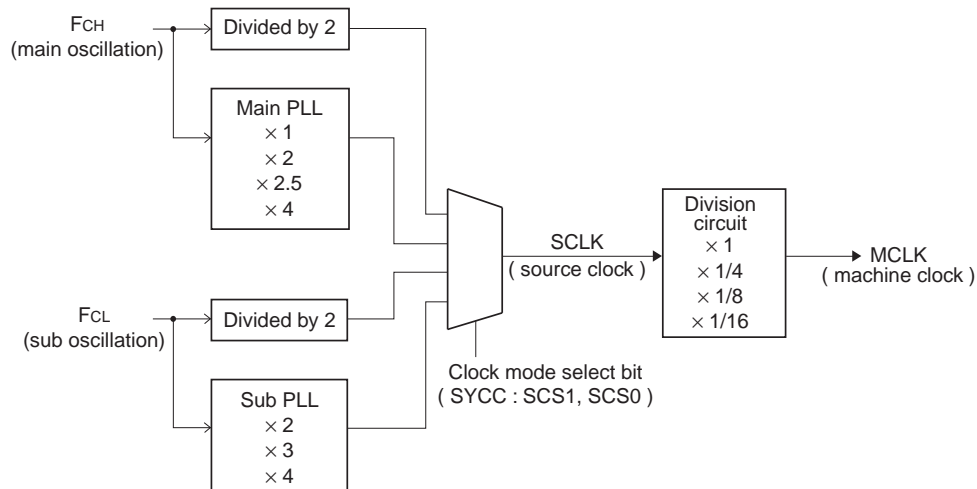 FCH
(main oscillation)
Divided by 2
Main PLL
× 1
× 2
× 2.5
× 4
FCL
(sub oscillation)
Divided by 2
Sub PLL
× 2
× 3
× 4
SCLK
( source clock )
Clock mode select bit
( SYCC : SCS1, SCS0 )
Division
circuit
× 1
× 1/4
× 1/8
× 1/16
MCLK
( machine clock )